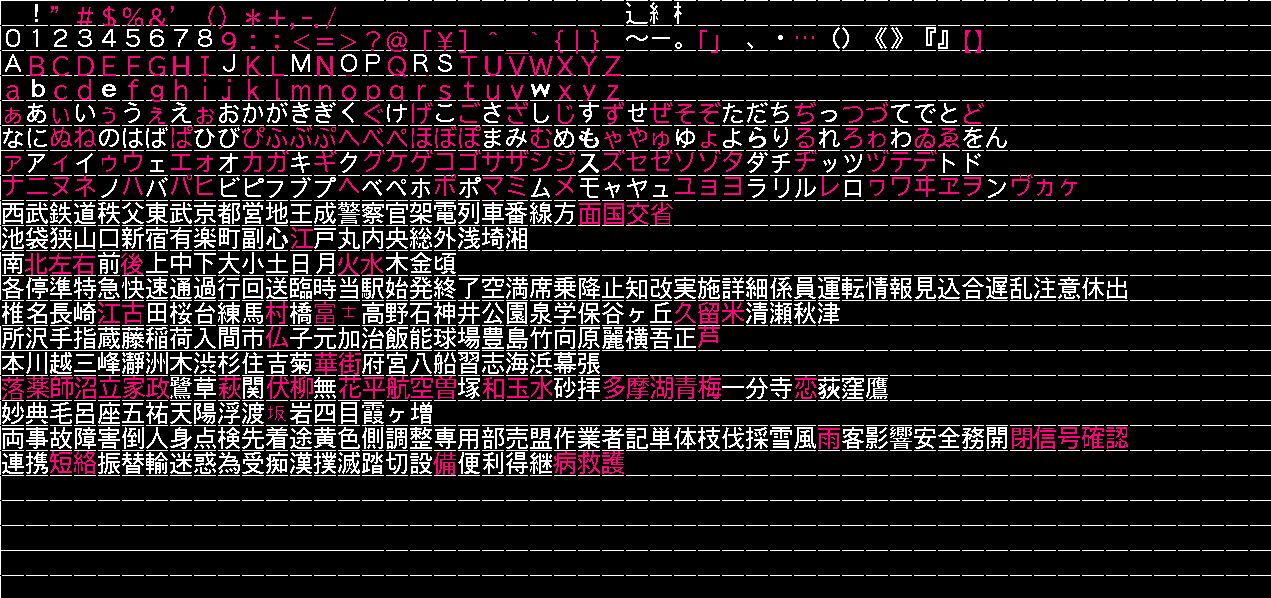 !”#$%&’ ()*+,-./
0123456789::<=>?@[¥]^_`{|} ～ー。「」、・…()《》『』【】
ABCDEFGHIJKLMNOPQRSTUVWXYZ
abcdefghijklmnopqrstuvwxyz
ぁあぃいぅうぇえぉおかがきぎくぐけげこごさざしじすずせぜそぞただちぢっつづてでとど
なにぬねのはばぱひびぴふぶぷへべぺほぼぽまみむめもゃやゅゆょよらりるれろゎわゐゑをん
ァアィイゥウェエォオカガキギクグケゲコゴサザシジスズセゼソゾタダチヂッツヅテデトド
ナニヌネノハバパヒビピフブプヘベペホボポマミムメモャヤュユョヨラリルレロヮワヰヱヲンヴヵヶ
西武鉄道秩父東武京都営地王成警察官架電列車番線方面国交省
池袋狭山口新宿有楽町副心江戸丸内央総外浅埼湘
南北左右前後上中下大小土日月火水木金頃
各停準特急快速通過行回送臨時当駅始発終了空満席乗降止知改実施詳細係員運転情報見込合遅乱注意休出
椎名長崎江古田桜台練馬村橋富士高野石神井公園泉学保谷ヶ丘久留米清瀬秋津
所沢手指蔵藤稲荷入間市仏子元加治飯能球場豊島竹向原麗横吾正芦
本川越三峰瀞洲木渋杉住吉菊華街府宮八船習志海浜幕張
落薬師沼立家政鷺草萩関伏柳無花平航空曽塚和玉水砂拝多摩湖青梅一分寺恋荻窪鷹
妙典毛呂座五祐天陽浮渡坂岩四目霞ヶ増
両事故障害倒人身点検先着途黄色側調整専用部売盟作業者記単体枝伐採雪風雨客影響安全務開閉信号確認
連携短絡振替輸迷惑為受痴漢撲滅踏切設備便利得継病救護